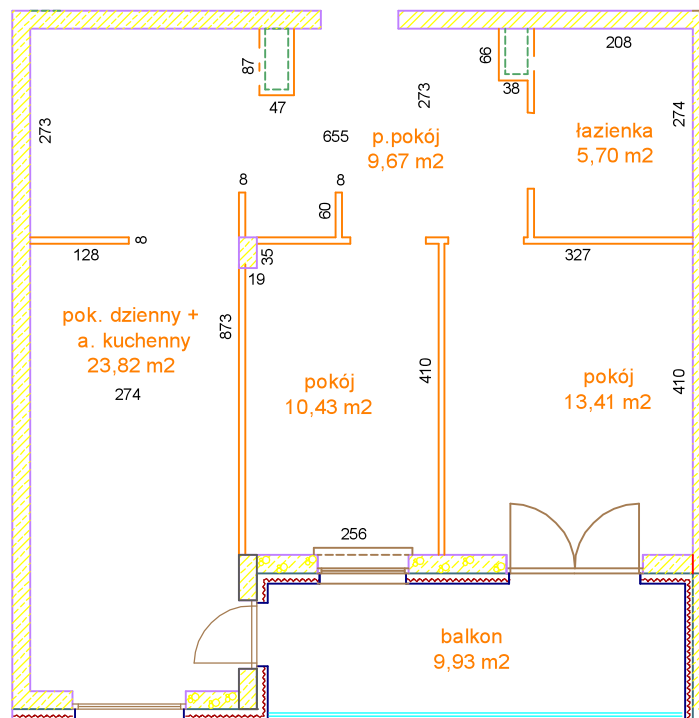 208
87
66
47
38
273
273
274
655
p.pokój
9,67 m2
łazienka
5,70 m2
8
8
60
128
8
35
19
327
pok. dzienny +
a. kuchenny
23,82 m2
873
274
pokój
10,43 m2
410
pokój
13,41 m2
410
256
balkon
9,93 m2